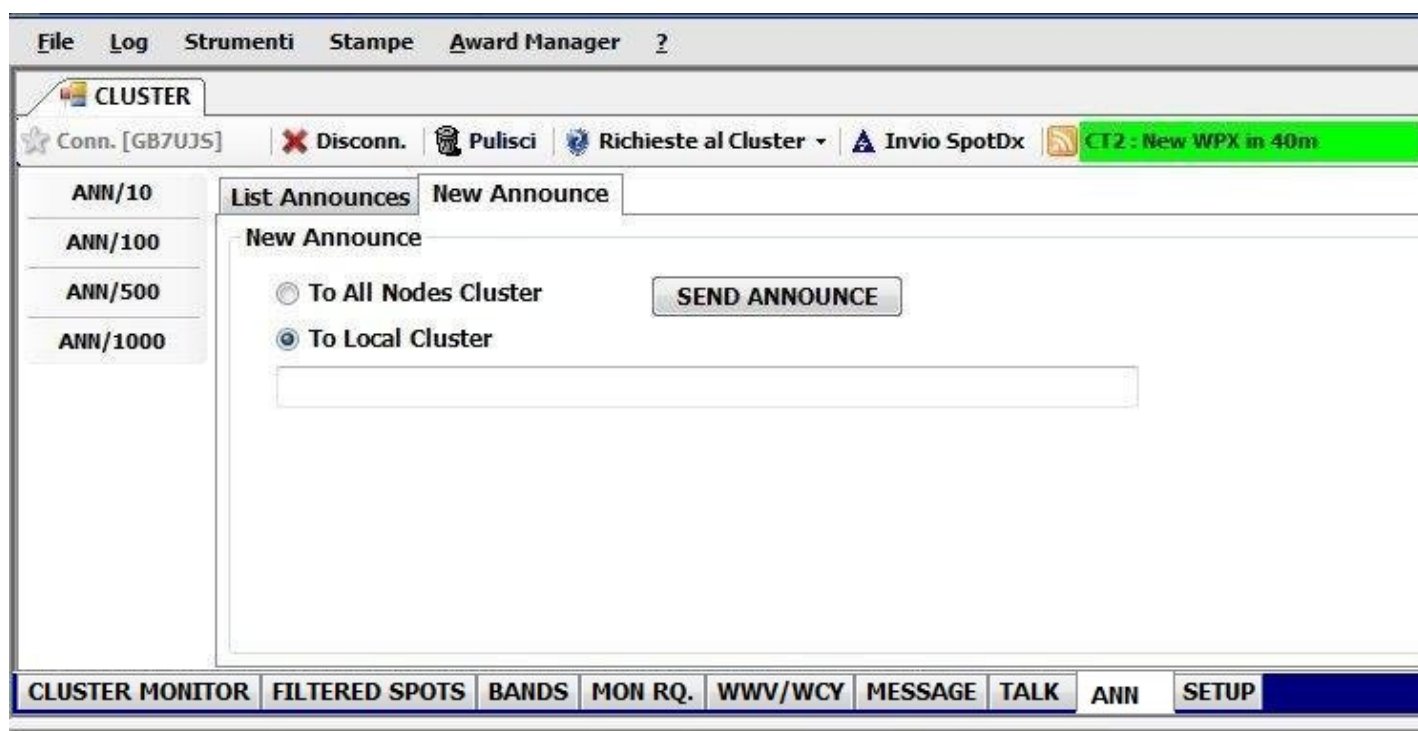 File Log Strumenti Stampe Award Manager ?
CLUSTER
Conn. [GB7UJS] Disconn. Pulisci Richieste al Cluster Invio SpotDx CT2 : New WPX in 40m
ANN/10
ANN/100
ANN/500
ANN/1000
List Announces New Announce
New Announce
To All Nodes Cluster SEND ANNOUNCE
To Local Cluster
CLUSTER MONITOR FILTERED SPOTS BANDS MON RQ. WWV/WCY MESSAGE TALK ANN SETUP